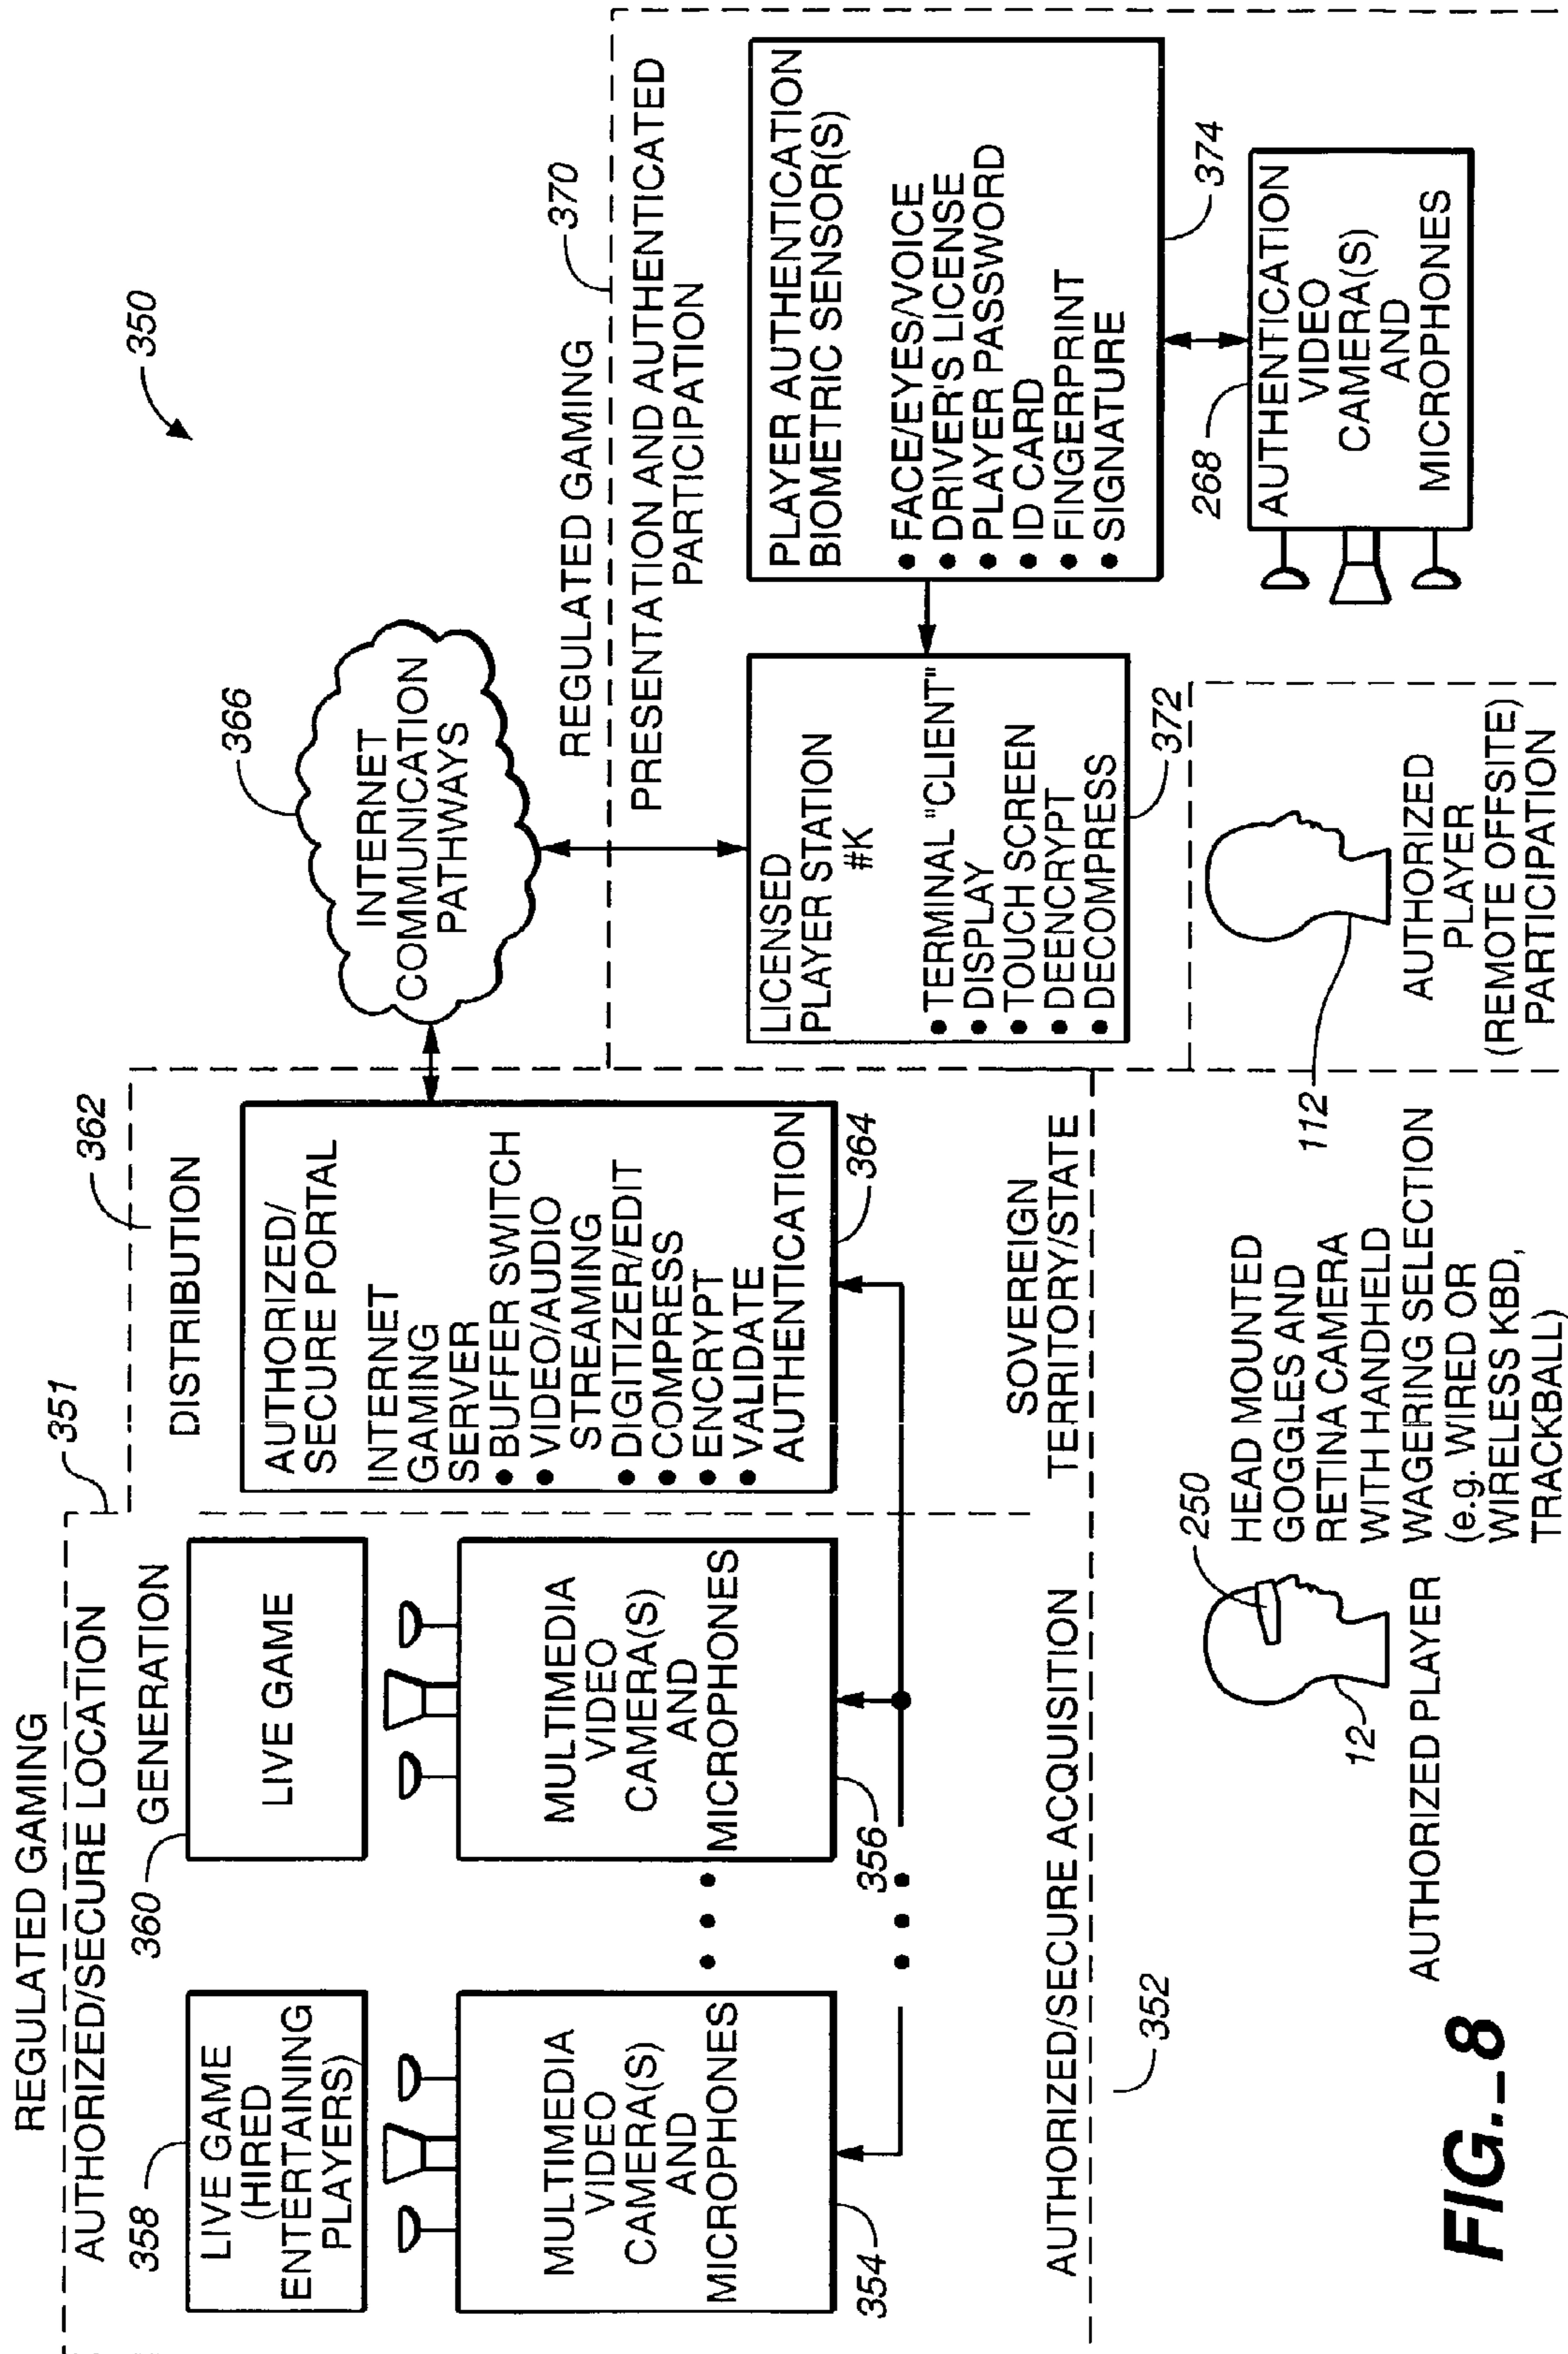 REGULATED GAMING
AUTHORIZED/SECURE LOCATION
351
358
LIVE GAME
(HIRED
ENTERTAINING
PLAYERS)
360
GENERATION
LIVE GAME
MULTIMEDIA
VIDEO
CAMERA(S)
AND
MICROPHONES
354
MULTIMEDIA
VIDEO
CAMERA(S)
AND
MICROPHONES
356
AUTHORIZED/SECURE ACQUISITION
352
362
DISTRIBUTION
AUTHORIZED/
SECURE PORTAL
INTERNET
GAMING
SERVER
• BUFFER SWITCH
• VIDEO/AUDIO
STREAMING
• DIGITIZER/EDIT
• COMPRESS
• ENCRYPT
• VALIDATE
AUTHENTICATION
364
SOVEREIGN
TERRITORY/STATE
350
366
INTERNET
COMMUNICATION
PATHWAYS
REGULATED GAMING
370
PRESENTATION AND AUTHENTICATED
PARTICIPATION
LICENSED
PLAYER STATION
#K
• TERMINAL "CLIENT"
• DISPLAY
• TOUCH SCREEN
• DEENCRYPT
• DECOMPRESS
372
PLAYER AUTHENTICATION
BIOMETRIC SENSOR(S)
• FACE/EYES/VOICE
• DRIVER'S LICENSE
• PLAYER PASSWORD
• ID CARD
• FINGERPRINT
• SIGNATURE
374
268
AUTHENTICATION
VIDEO
CAMERA(S)
AND
MICROPHONES
112
AUTHORIZED
PLAYER
(REMOTE OFFSITE)
PARTICIPATION
250
12
HEAD MOUNTED
GOGGLES AND
RETINA CAMERA
WITH HANDHELD
WAGERING SELECTION
(e.g. WIRED OR
WIRELESS KBD,
TRACKBALL)
AUTHORIZED PLAYER
FIG._8